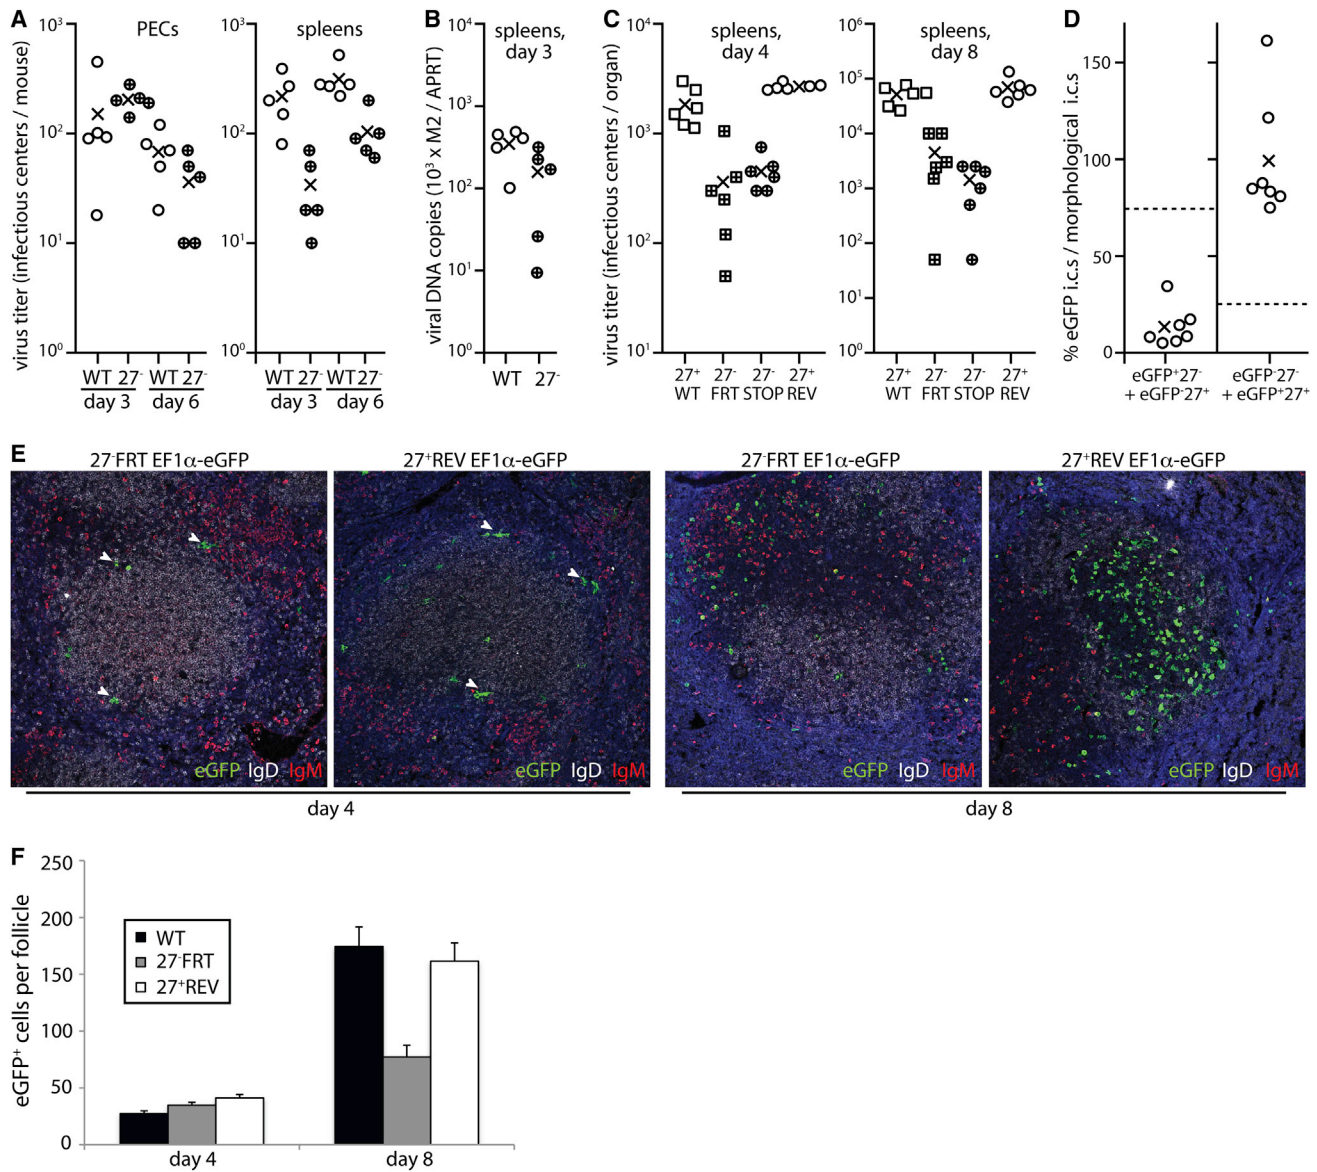 A
PECs
spleens
virus titer (infectious centers / mouse)
10³
10²
10¹
10⁰
10³
10²
10¹
10⁰
WT 27⁻ WT 27⁻
day 3 day 6
WT 27⁻ WT 27⁻
day 3 day 6
B
spleens,
day 3
viral DNA copies (10³ x M2 / APRT)
10⁴
10³
10²
10¹
10⁰
WT 27⁻
C
spleens,
day 4
virus titer (infectious centers / organ)
10⁴
10³
10²
10¹
27⁺ 27⁻ 27⁻ 27⁺
WT FRT STOP REV
spleens,
day 8
10⁶
10⁵
10⁴
10³
10²
10¹
10⁰
27⁺ 27⁻ 27⁻ 27⁺
WT FRT STOP REV
D
% eGFP i.c.s / morphological i.c.s
150
100
50
0
eGFP⁺27⁻
+ eGFP⁻27⁺
eGFP⁻27⁻
+ eGFP⁺27⁺
E
27⁻FRT EF1α-eGFP
27⁺REV EF1α-eGFP
27⁻FRT EF1α-eGFP
27⁺REV EF1α-eGFP
eGFP IgD IgM
eGFP IgD IgM
eGFP IgD IgM
eGFP IgD IgM
day 4
day 8
F
eGFP⁺ cells per follicle
250
200
150
100
50
0
WT
27⁻FRT
27⁺REV
day 4
day 8